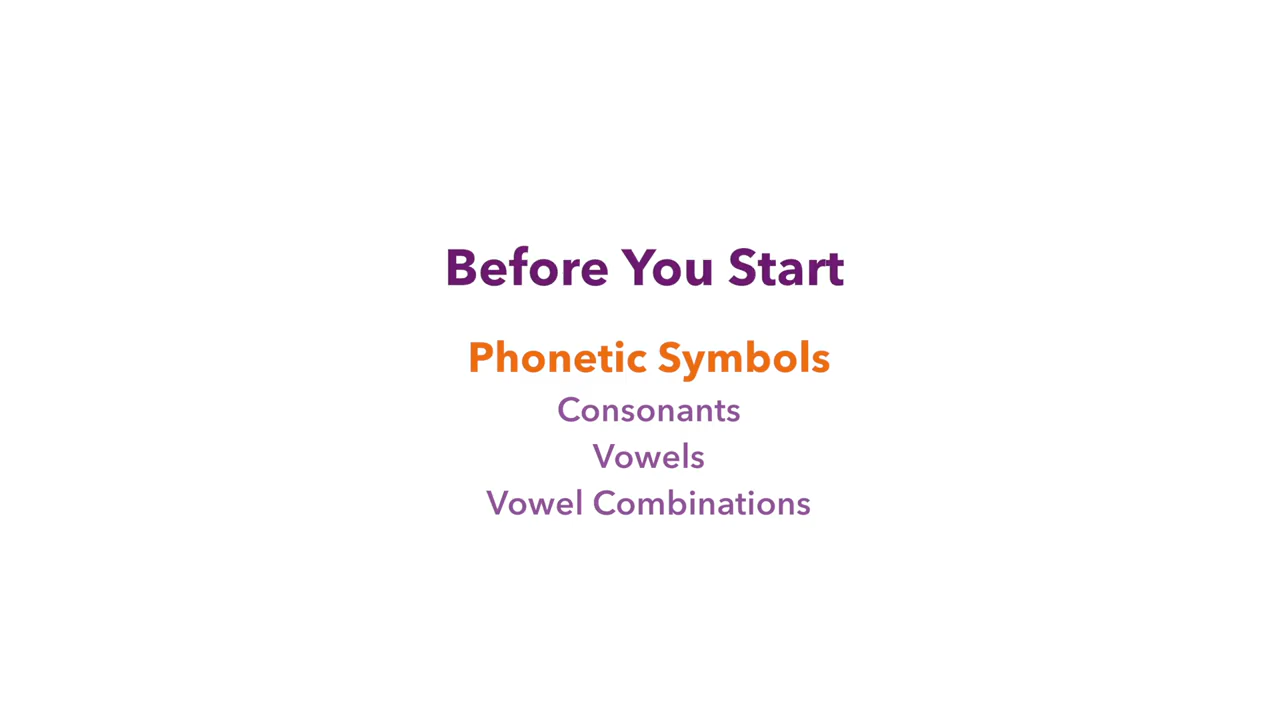 Before You Start
Phonetic Symbols
Consonants
Vowels
Vowel Combinations